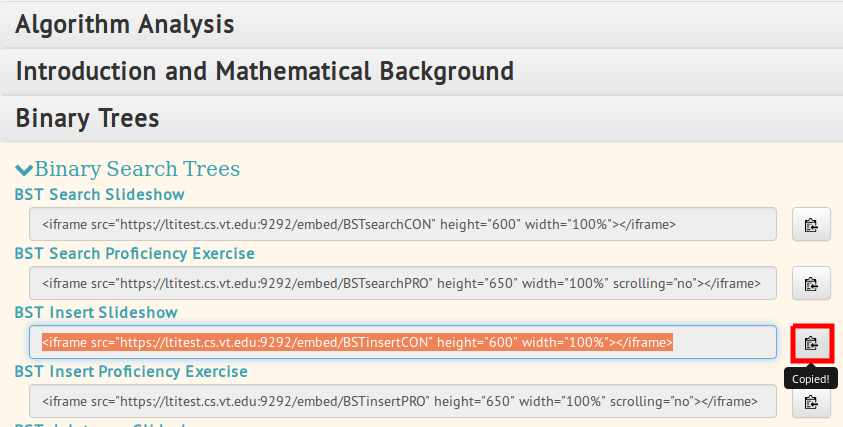 Algorithm Analysis
Introduction and Mathematical Background
Binary Trees
Binary Search Trees
BST Search Slideshow
<iframe src="https://ltitest.cs.vt.edu:9292/embed/BSTsearchCON" height="600" width="100%"></iframe>
BST Search Proficiency Exercise
<iframe src="https://ltitest.cs.vt.edu:9292/embed/BSTsearchPRO" height="650" width="100%" scrolling="no"></iframe>
BST Insert Slideshow
<iframe src="https://ltitest.cs.vt.edu:9292/embed/BSTinsertCON" height="600" width="100%"></iframe>
Copied!
BST Insert Proficiency Exercise
<iframe src="https://ltitest.cs.vt.edu:9292/embed/BSTinsertPRO" height="650" width="100%" scrolling="no"></iframe>